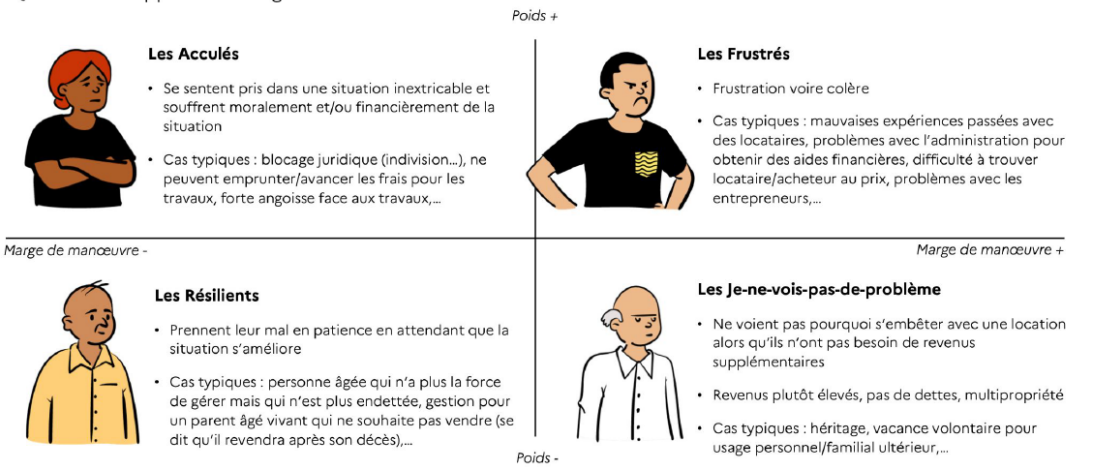 Poids +
Les Acculés
• Se sentent pris dans une situation inextricable et
souffrent moralement et/ou financièrement de la
situation
• Cas typiques : blocage juridique (indivision...), ne
peuvent emprunter/avancer les frais pour les
travaux, forte angoisse face aux travaux,...
Les Frustrés
• Frustration voire colère
• Cas typiques : mauvaises expériences passées avec
des locataires, problèmes avec l'administration pour
obtenir des aides financières, difficulté à trouver
locataire/acheteur au prix, problèmes avec les
entrepreneurs,...
Marge de manœuvre -
Marge de manœuvre +
Les Résilients
• Prennent leur mal en patience en attendant que la
situation s'améliore
• Cas typiques : personne âgée qui n'a plus la force
de gérer mais qui n'est plus endettée, gestion pour
un parent âgé vivant qui ne souhaite pas vendre (se
dit qu'il revendra après son décès),...
Les Je-ne-vois-pas-de-problème
• Ne voient pas pourquoi s'embêter avec une location
alors qu'ils n'ont pas besoin de revenus
supplémentaires
• Revenus plutôt élevés, pas de dettes, multipropriété
• Cas typiques : héritage, vacance volontaire pour
usage personnel/familial ultérieur,...
Poids -